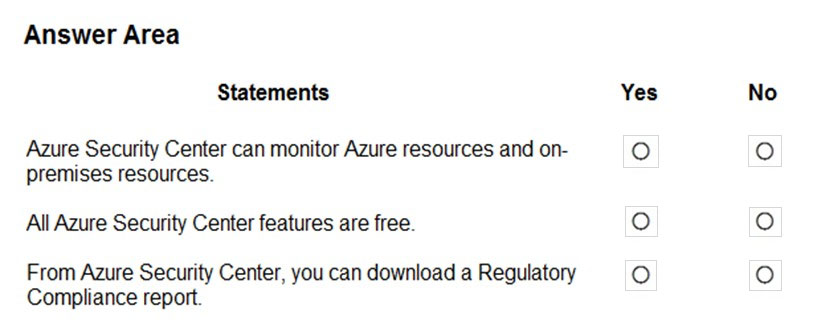 Answer Area
Statements Yes No
Azure Security Center can monitor Azure resources and on-
premises resources.
All Azure Security Center features are free.
From Azure Security Center, you can download a Regulatory
Compliance report.